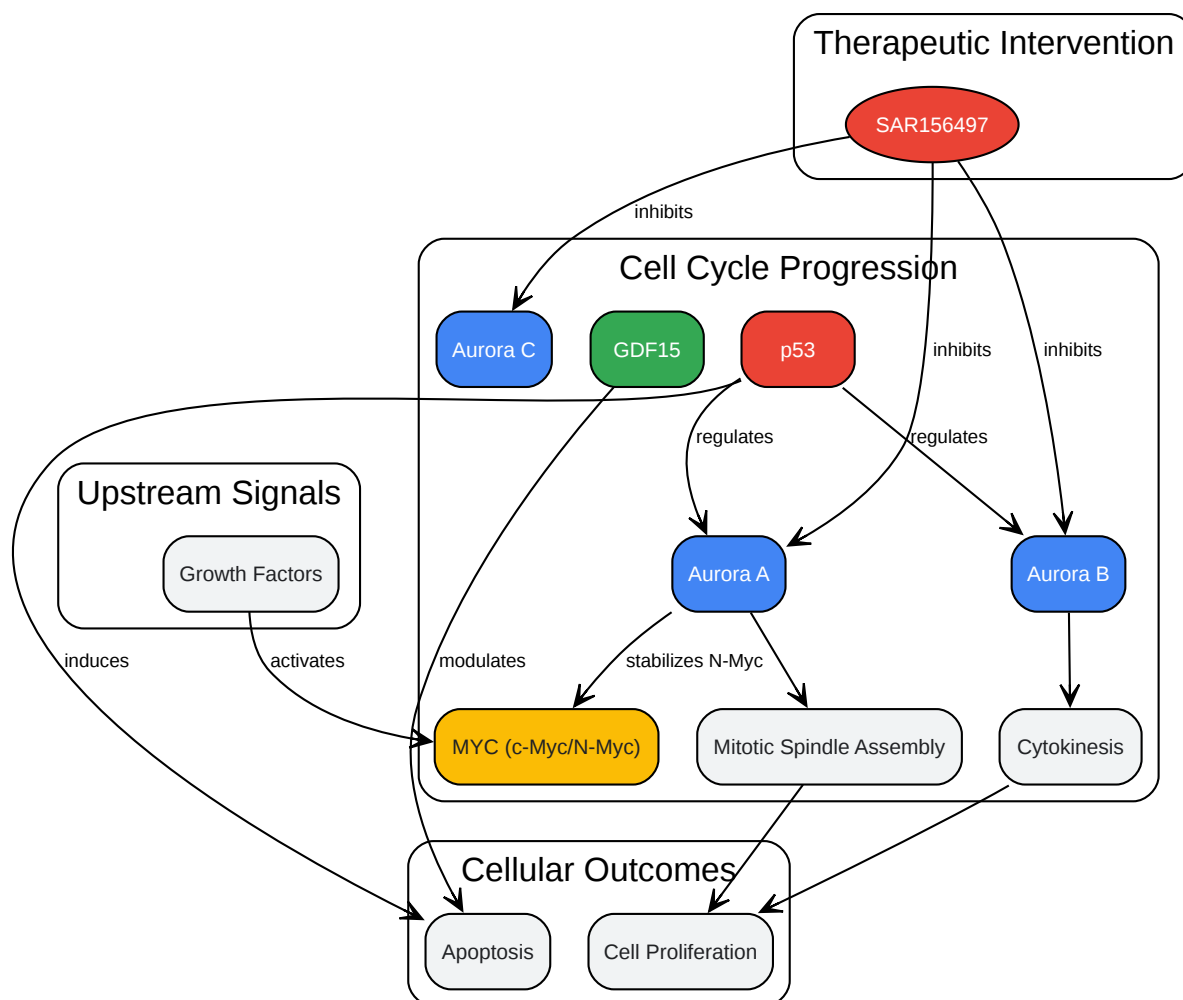 Therapeutic Intervention
SAR156497
inhibits
Cell Cycle Progression
Aurora C
GDF15
p53
inhibits
inhibits
regulates
regulates
Upstream Signals
Growth Factors
Aurora A
Aurora B
induces
activates
modulates
stabilizes N-Myc
MYC (c-Myc/N-Myc)
Mitotic Spindle Assembly
Cytokinesis
Cellular Outcomes
Apoptosis
Cell Proliferation